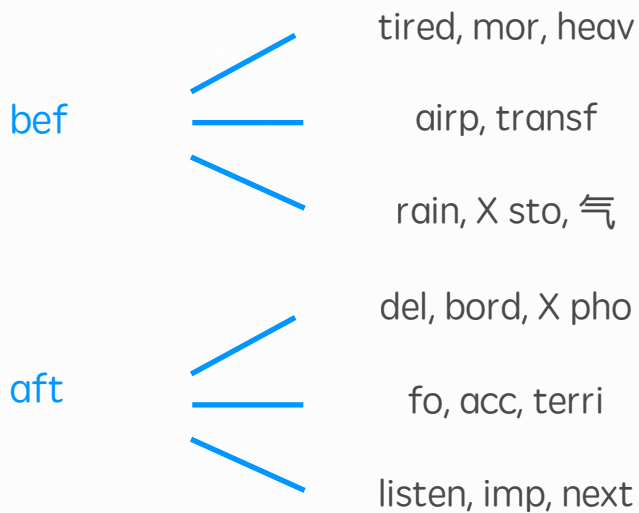 tired, mor, heav
bef
airp, transf
rain, X sto, 气
del, bord, X pho
aft
fo, acc, terri
listen, imp, next